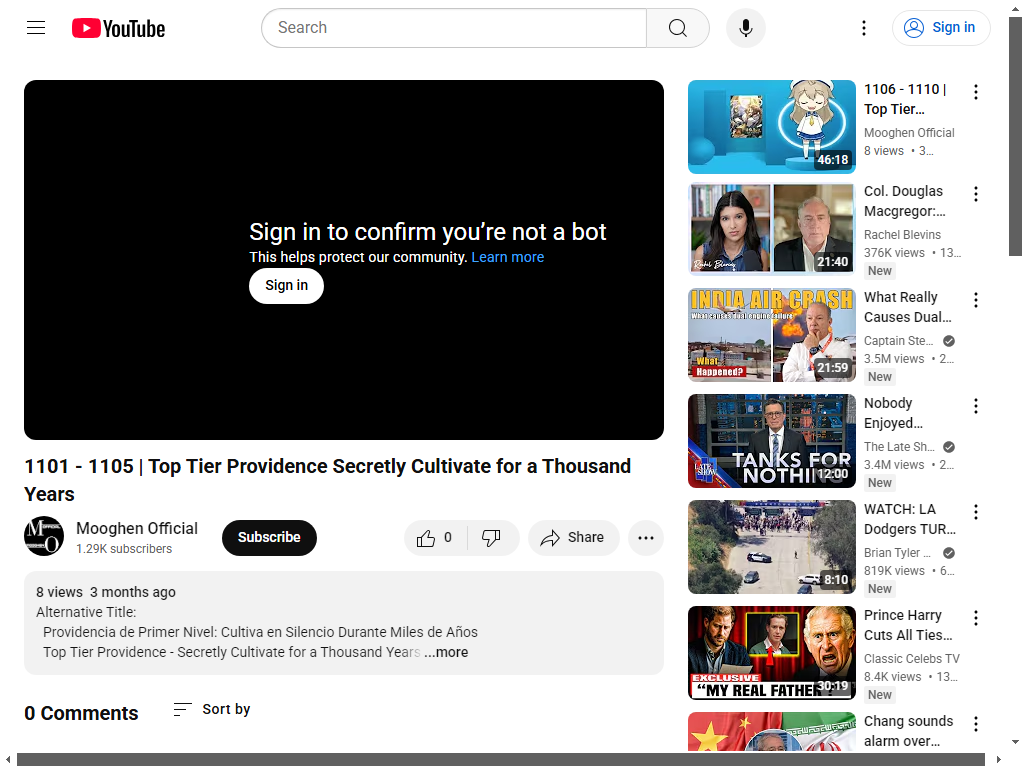 YouTube
Search
Sign in
Sign in to confirm you’re not a bot
This helps protect our community. Learn more
Sign in
1101 - 1105 | Top Tier Providence Secretly Cultivate for a Thousand
Years
Mooghen Official
1.29K subscribers
Subscribe
0
Share
8 views 3 months ago
Alternative Title:
Providencia de Primer Nivel: Cultiva en Silencio Durante Miles de Años
Top Tier Providence - Secretly Cultivate for a Thousand Years ...more
0 Comments
Sort by
46:18
1106 - 1110 |
Top Tier...
Mooghen Official
8 views • 3...
Rachel Blevins
21:40
Col. Douglas
Macgregor:...
Rachel Blevins
376K views • 13...
New
INDIA AIR CRASH
What causes dual engine failure
What
Happened?
21:59
What Really
Causes Dual...
Captain Ste...
3.5M views • 2...
New
LATE SHOW
TANKS FOR
NOTHING
12:00
Nobody
Enjoyed...
The Late Sh...
3.4M views • 2...
New
8:10
WATCH: LA
Dodgers TUR...
Brian Tyler ...
819K views • 6...
New
EXCLUSIVE
“MY REAL FATHER?
30:19
Prince Harry
Cuts All Ties...
Classic Celebs TV
8.4K views • 13...
New
Chang sounds
alarm over...